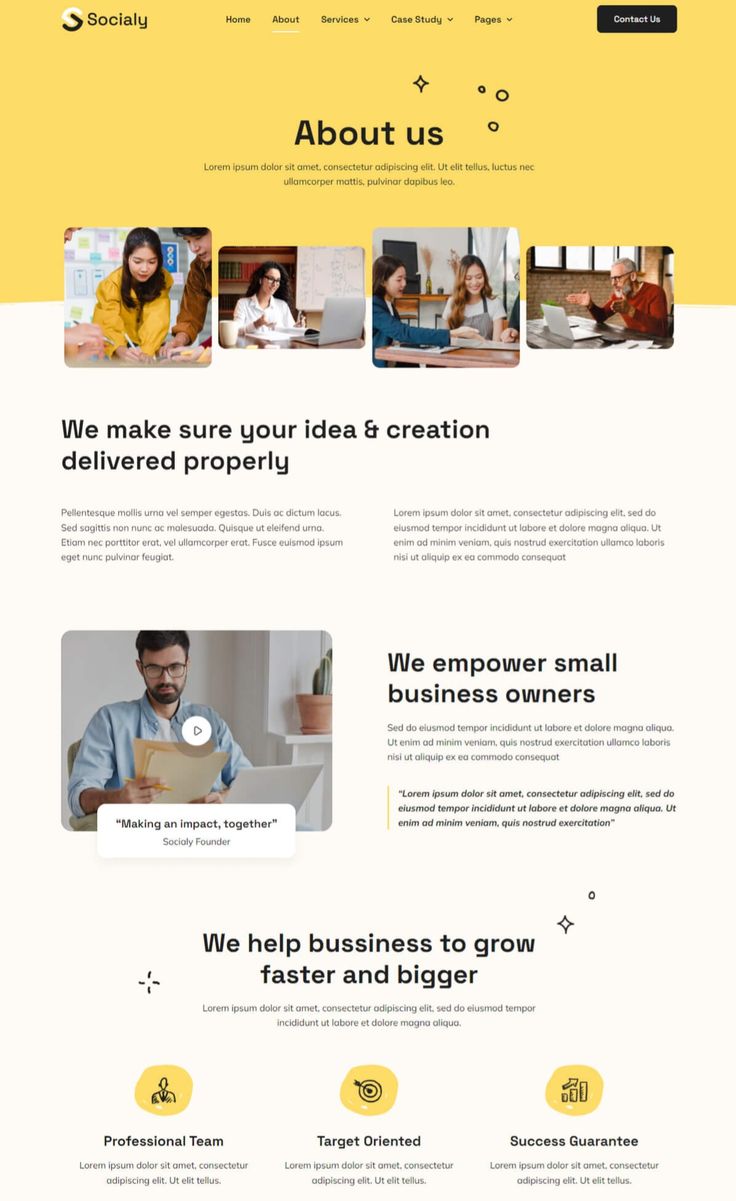 Socialy
Home About Services Case Study Pages Contact Us
About us
Lorem ipsum dolor sit amet, consectetur adipiscing elit. Ut elit tellus, luctus nec
ullamcorper mattis, pulvinar dapibus leo.
We make sure your idea & creation
delivered properly
Pellentesque mollis urna vel semper egestas. Duis ac dictum lacus.
Sed sagittis non nunc ac malesuada. Quisque ut eleifend urna.
Etiam nec porttitor erat, vel ullamcorper erat. Fusce euismod ipsum
eget nunc pulvinar feugiat.
Lorem ipsum dolor sit amet, consectetur adipiscing elit, sed do
eiusmod tempor incididunt ut labore et dolore magna aliqua. Ut
enim ad minim veniam, quis nostrud exercitation ullamco laboris
nisi ut aliquip ex ea commodo consequat
“Making an impact, together”
Socialy Founder
We empower small
business owners
Sed do eiusmod tempor incididunt ut labore et dolore magna aliqua.
Ut enim ad minim veniam, quis nostrud exercitation ullamco laboris
nisi ut aliquip ex ea commodo consequat
“Lorem ipsum dolor sit amet, consectetur adipiscing elit, sed do
eiusmod tempor incididunt ut labore et dolore magna aliqua. Ut
enim ad minim veniam, quis nostrud exercitation”
We help bussiness to grow
faster and bigger
Lorem ipsum dolor sit amet, consectetur adipiscing elit, sed do eiusmod tempor
incididunt ut labore et dolore magna aliqua.
Professional Team
Lorem ipsum dolor sit amet, consectetur
adipiscing elit. Ut elit tellus.
Target Oriented
Lorem ipsum dolor sit amet, consectetur
adipiscing elit. Ut elit tellus.
Success Guarantee
Lorem ipsum dolor sit amet, consectetur
adipiscing elit. Ut elit tellus.